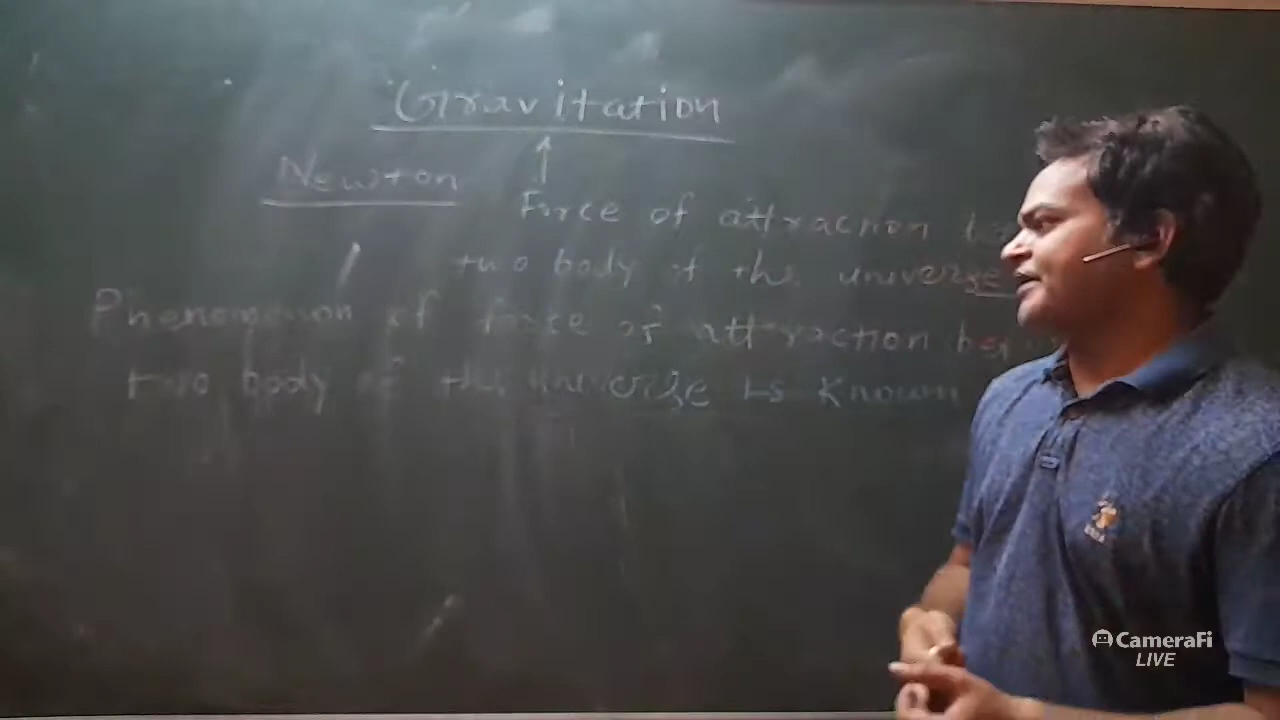 Gravitation
Newton
Force of attraction
two body of the universe
Phenomenon of force of attraction
two body of the universe is known
CameraFi
LIVE